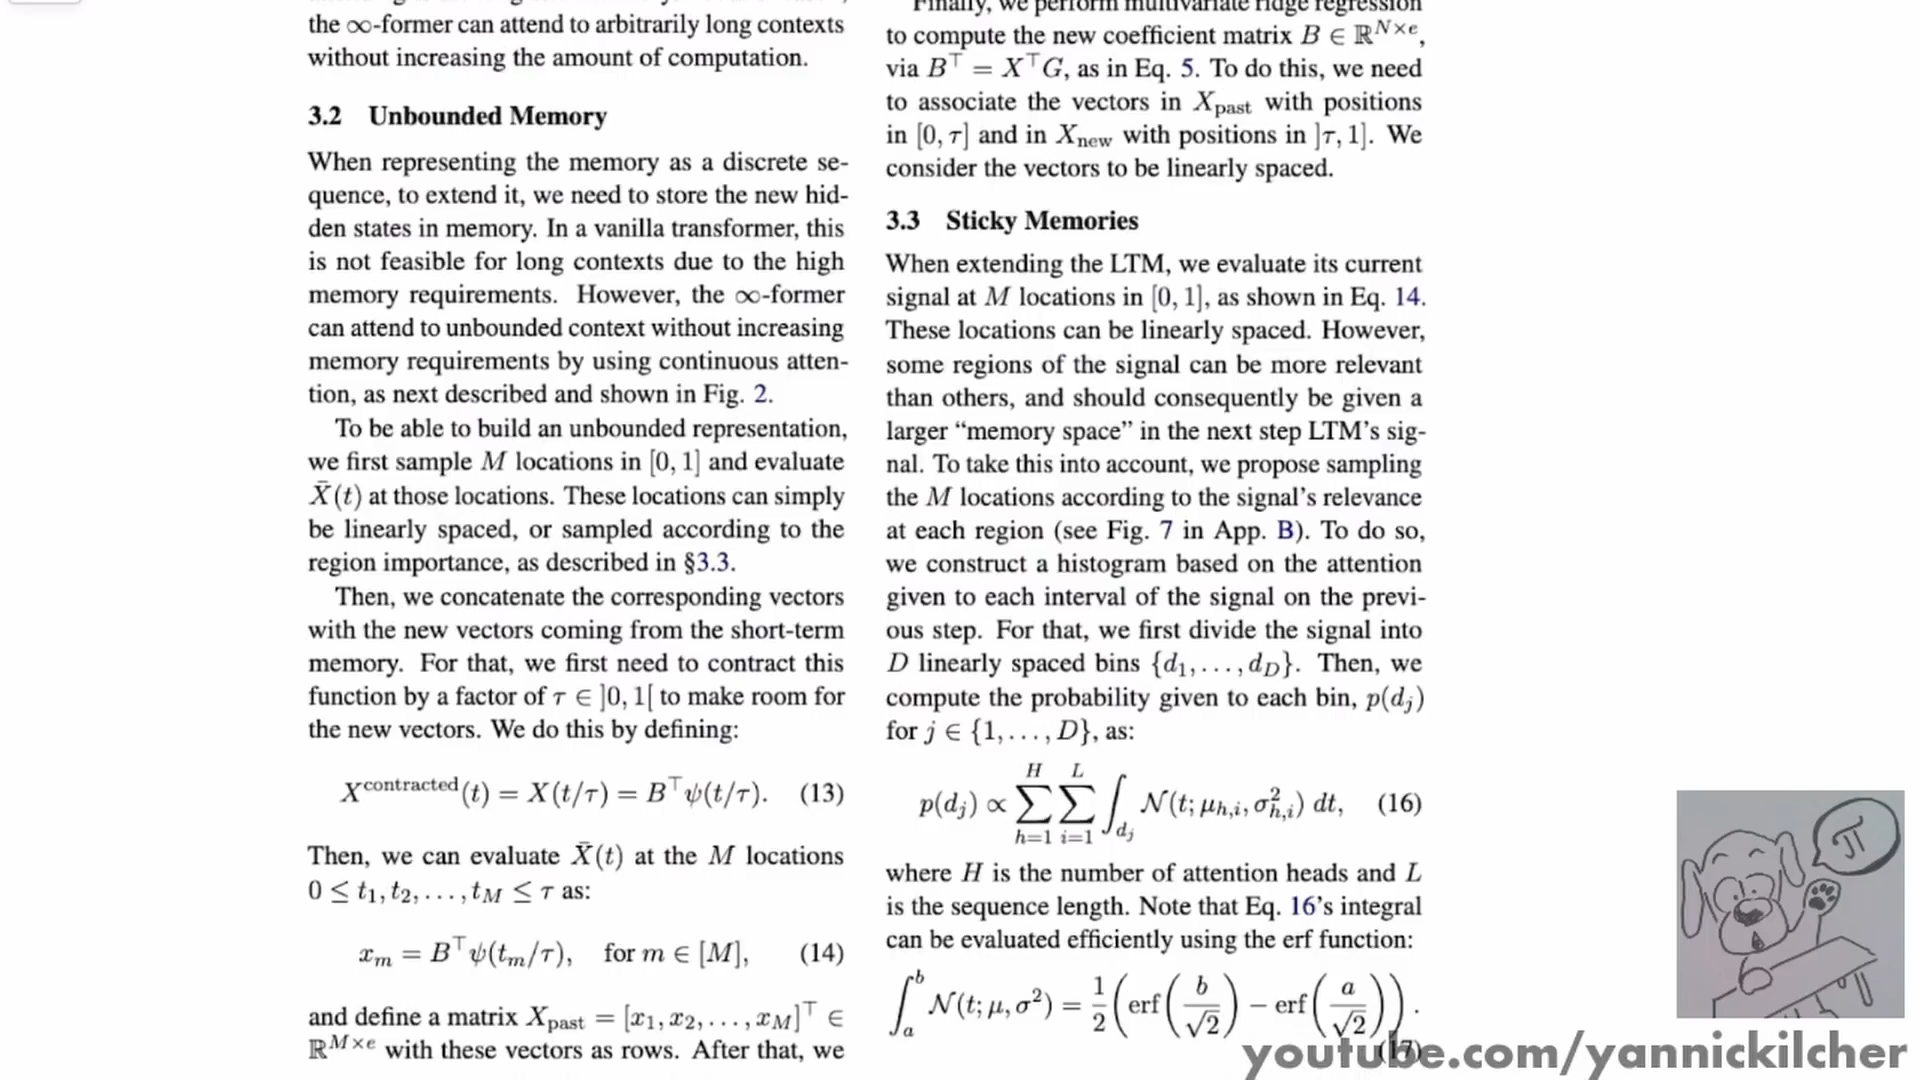 the ∞-former can attend to arbitrarily long contexts
without increasing the amount of computation.
3.2 Unbounded Memory
When representing the memory as a discrete se-
quence, to extend it, we need to store the new hid-
den states in memory. In a vanilla transformer, this
is not feasible for long contexts due to the high
memory requirements. However, the ∞-former
can attend to unbounded context without increasing
memory requirements by using continuous atten-
tion, as next described and shown in Fig. 2.
To be able to build an unbounded representation,
we first sample M locations in [0, 1] and evaluate
X̄(t) at those locations. These locations can simply
be linearly spaced, or sampled according to the
region importance, as described in §3.3.
Then, we concatenate the corresponding vectors
with the new vectors coming from the short-term
memory. For that, we first need to contract this
function by a factor of τ ∈ ]0, 1[ to make room for
the new vectors. We do this by defining:
X^contracted(t) = X(t/τ) = B^⊤ψ(t/τ). (13)
Then, we can evaluate X̄(t) at the M locations
0 ≤ t₁, t₂, . . . , t_M ≤ τ as:
x_m = B^⊤ψ(t_m/τ), for m ∈ [M], (14)
and define a matrix X_past = [x₁, x₂, . . . , x_M]^⊤ ∈
ℝ^{M×e} with these vectors as rows. After that, we
Finally, we perform multivariate ridge regression
to compute the new coefficient matrix B ∈ ℝ^{N×e},
via B^⊤ = X^⊤G, as in Eq. 5. To do this, we need
to associate the vectors in X_past with positions
in [0, τ] and in X_new with positions in ]τ, 1]. We
consider the vectors to be linearly spaced.
3.3 Sticky Memories
When extending the LTM, we evaluate its current
signal at M locations in [0, 1], as shown in Eq. 14.
These locations can be linearly spaced. However,
some regions of the signal can be more relevant
than others, and should consequently be given a
larger “memory space” in the next step LTM’s sig-
nal. To take this into account, we propose sampling
the M locations according to the signal’s relevance
at each region (see Fig. 7 in App. B). To do so,
we construct a histogram based on the attention
given to each interval of the signal on the previ-
ous step. For that, we first divide the signal into
D linearly spaced bins {d₁, . . . , d_D}. Then, we
compute the probability given to each bin, p(d_j)
for j ∈ {1, . . . , D}, as:
p(d_j) ∝ ∑_{h=1}^{H} ∑_{i=1}^{L} ∫_{d_j} N(t; μ_{h,i}, σ²_{h,i}) dt, (16)
where H is the number of attention heads and L
is the sequence length. Note that Eq. 16’s integral
can be evaluated efficiently using the erf function:
∫_a^b N(t; μ, σ²) = 1/2 (erf(b/√2) − erf(a/√2)).
(17)
π
youtube.com/yannickilcher